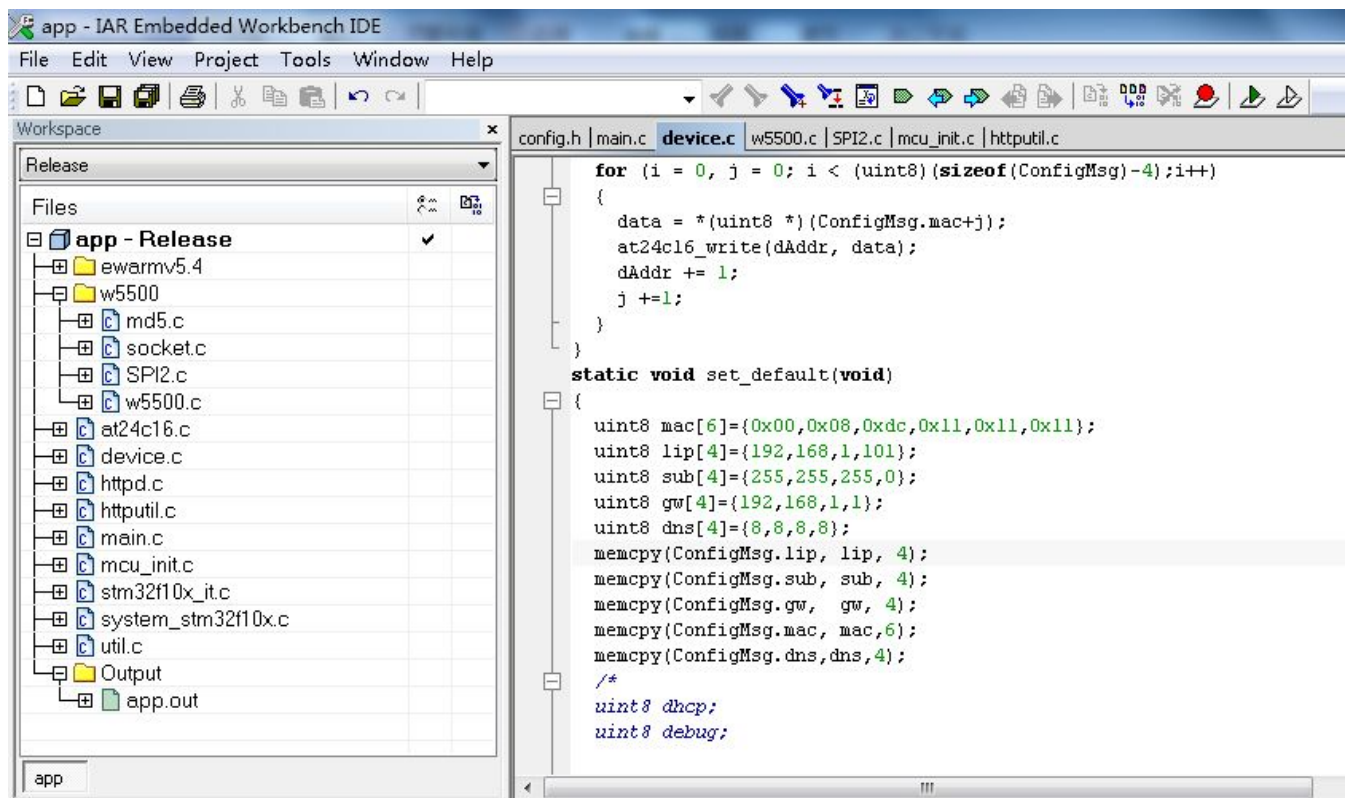 app - IAR Embedded Workbench IDE
File Edit View Project Tools Window Help
Workspace
Release
Files
app - Release
ewarmv5.4
w5500
md5.c
socket.c
SPI2.c
w5500.c
at24c16.c
device.c
httpd.c
httputil.c
main.c
mcu_init.c
stm32f10x_it.c
system_stm32f10x.c
util.c
Output
app.out
app
config.h | main.c device.c w5500.c | SPI2.c | mcu_init.c | httputil.c
for (i = 0, j = 0; i < (uint8)(sizeof(ConfigMsg)-4);i++)
{
data = *(uint8 *)(ConfigMsg.mac+j);
at24c16_write(dAddr, data);
dAddr += 1;
j +=1;
}
}
static void set_default(void)
{
uint8 mac[6]={0x00,0x08,0xdc,0x11,0x11,0x11};
uint8 lip[4]={192,168,1,101};
uint8 sub[4]={255,255,255,0};
uint8 gw[4]={192,168,1,1};
uint8 dns[4]={8,8,8,8};
memcpy(ConfigMsg.lip, lip, 4);
memcpy(ConfigMsg.sub, sub, 4);
memcpy(ConfigMsg.gw,  gw, 4);
memcpy(ConfigMsg.mac, mac,6);
memcpy(ConfigMsg.dns,dns,4);
/*
uint8 dhcp;
uint8 debug;